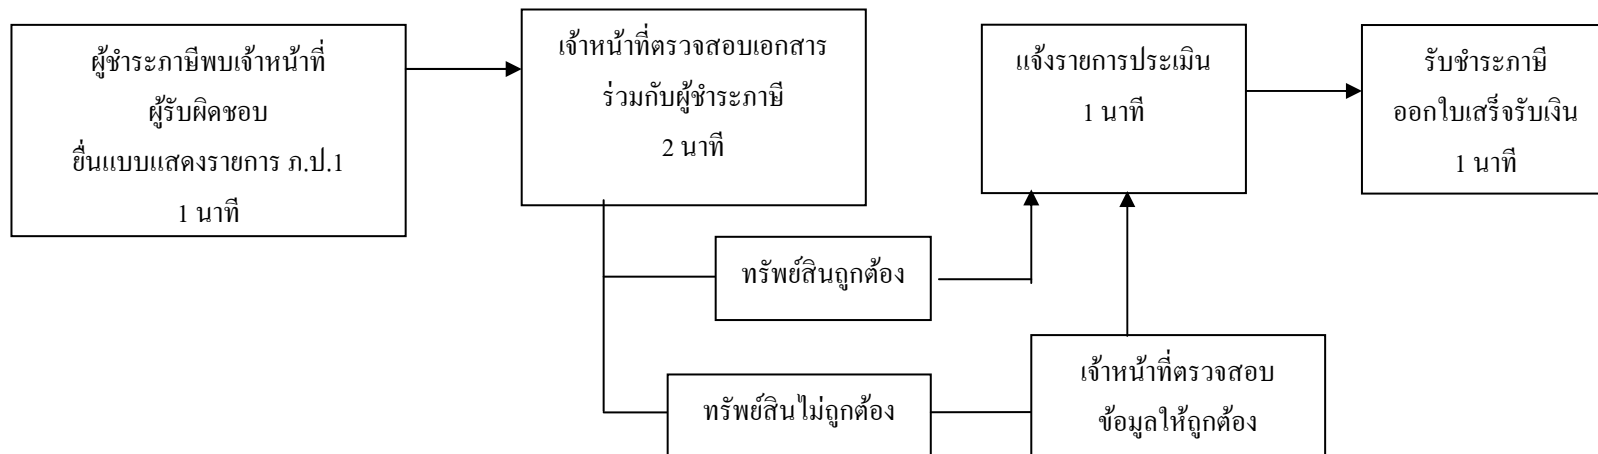 ผู้ชำระภาษีพบเจ้าหน้าที่
ผู้รับผิดชอบ
ยื่นแบบแสดงรายการ ภ.ป.1
1 นาที
เจ้าหน้าที่ตรวจสอบเอกสาร
ร่วมกับผู้ชำระภาษี
2 นาที
แจ้งรายการประเมิน
1 นาที
รับชำระภาษี
ออกใบเสร็จรับเงิน
1 นาที
ทรัพย์สินถูกต้อง
ทรัพย์สินไม่ถูกต้อง
เจ้าหน้าที่ตรวจสอบ
ข้อมูลให้ถูกต้อง